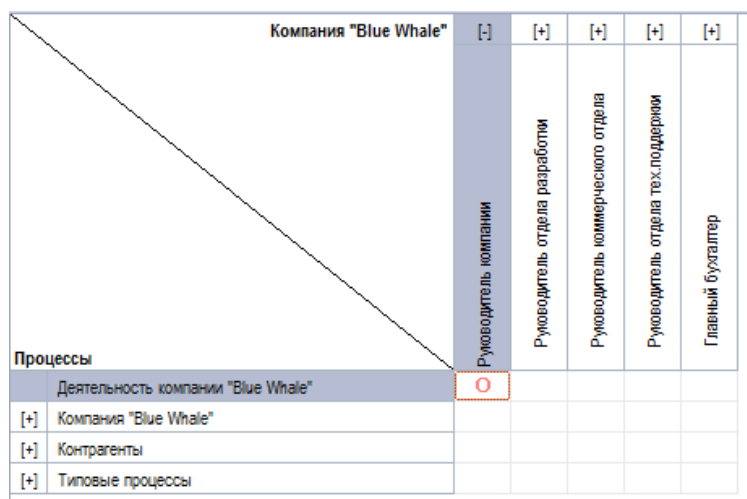 Компания "Blue Whale"
[-]
[+]
[+]
[+]
[+]
Руководитель компании
Руководитель отдела разработки
Руководитель коммерческого отдела
Руководитель отдела тех.поддержки
Главный бухгалтер
Процессы
Деятельность компании "Blue Whale"
О
[+] Компания "Blue Whale"
[+] Контрагенты
[+] Типовые процессы